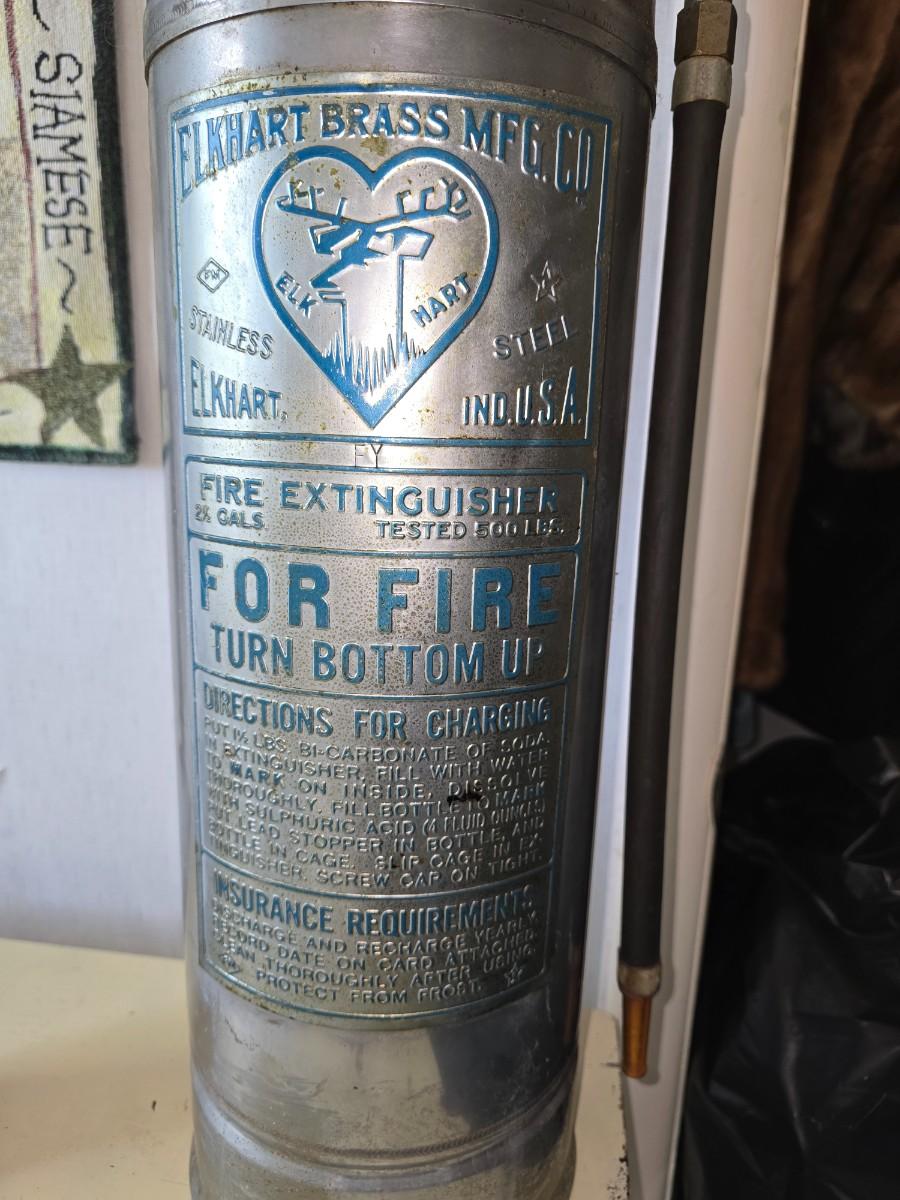 ~ SIAMESE ~
ELKHART BRASS MFG. CO
ELK HART
STAINLESS STEEL
ELKHART, IND. U.S.A.
EY
FIRE EXTINGUISHER
2½ GALS. TESTED 500 LBS.
FOR FIRE
TURN BOTTOM UP
DIRECTIONS FOR CHARGING
PUT 1½ LBS. BI-CARBONATE OF SODA
IN EXTINGUISHER. FILL WITH WATER
TO MARK ON INSIDE. DISSOLVE
THOROUGHLY. FILL BOTTLE TO MARK
WITH SULPHURIC ACID (4 FLUID OUNCES)
PUT LEAD STOPPER IN BOTTLE, AND
BOTTLE IN CAGE. SLIP CAGE IN EX-
TINGUISHER. SCREW CAP ON TIGHT.
INSURANCE REQUIREMENTS
DISCHARGE AND RECHARGE YEARLY.
RECORD DATE ON CARD ATTACHED.
CLEAN THOROUGHLY AFTER USING.
PROTECT FROM FROST.